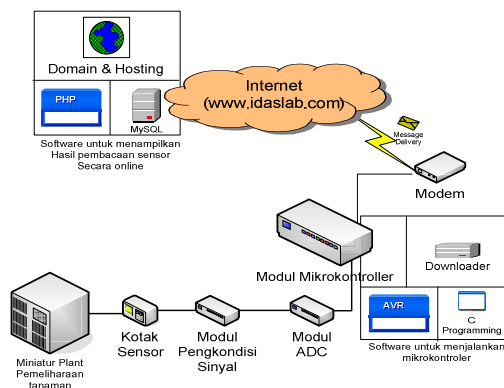 Domain & Hosting
PHP
MySQL
Software untuk menampilkan
Hasil pembacaan sensor
Secara online
Internet
(www.idaslab.com)
Message
Delivery
Modem
Modul Mikrokontroller
Downloader
AVR
C
Programming
Software untuk menjalankan
mikrokontroler
Miniatur Plant
Pemeliharaan
tanaman
Kotak
Sensor
Modul
Pengkondisi
Sinyal
Modul
ADC